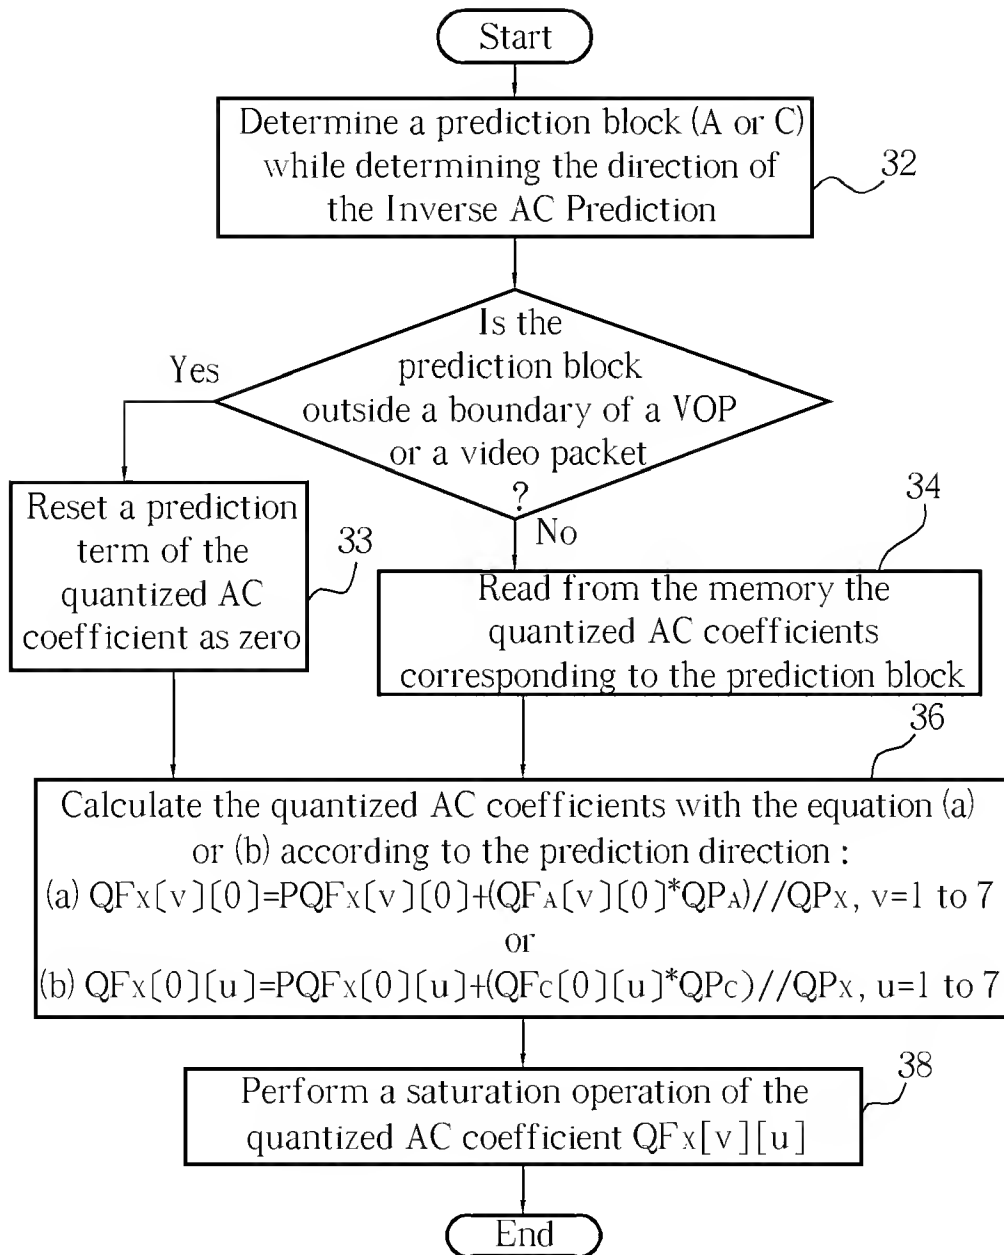 Start
Determine a prediction block (A or C)
while determining the direction of
the Inverse AC Prediction
32
Is the
prediction block
outside a boundary of a VOP
or a video packet
?
Yes
No
Reset a prediction
term of the
quantized AC
coefficient as zero
33
34
Read from the memory the
quantized AC coefficients
corresponding to the prediction block
36
Calculate the quantized AC coefficients with the equation (a)
or (b) according to the prediction direction :
(a) QFX[v][0]=PQFX[v][0]+(QFA[v][0]*QPA)//QPX, v=1 to 7
or
(b) QFX[0][u]=PQFX[0][u]+(QFC[0][u]*QPC)//QPX, u=1 to 7
38
Perform a saturation operation of the
quantized AC coefficient QFX[v][u]
End